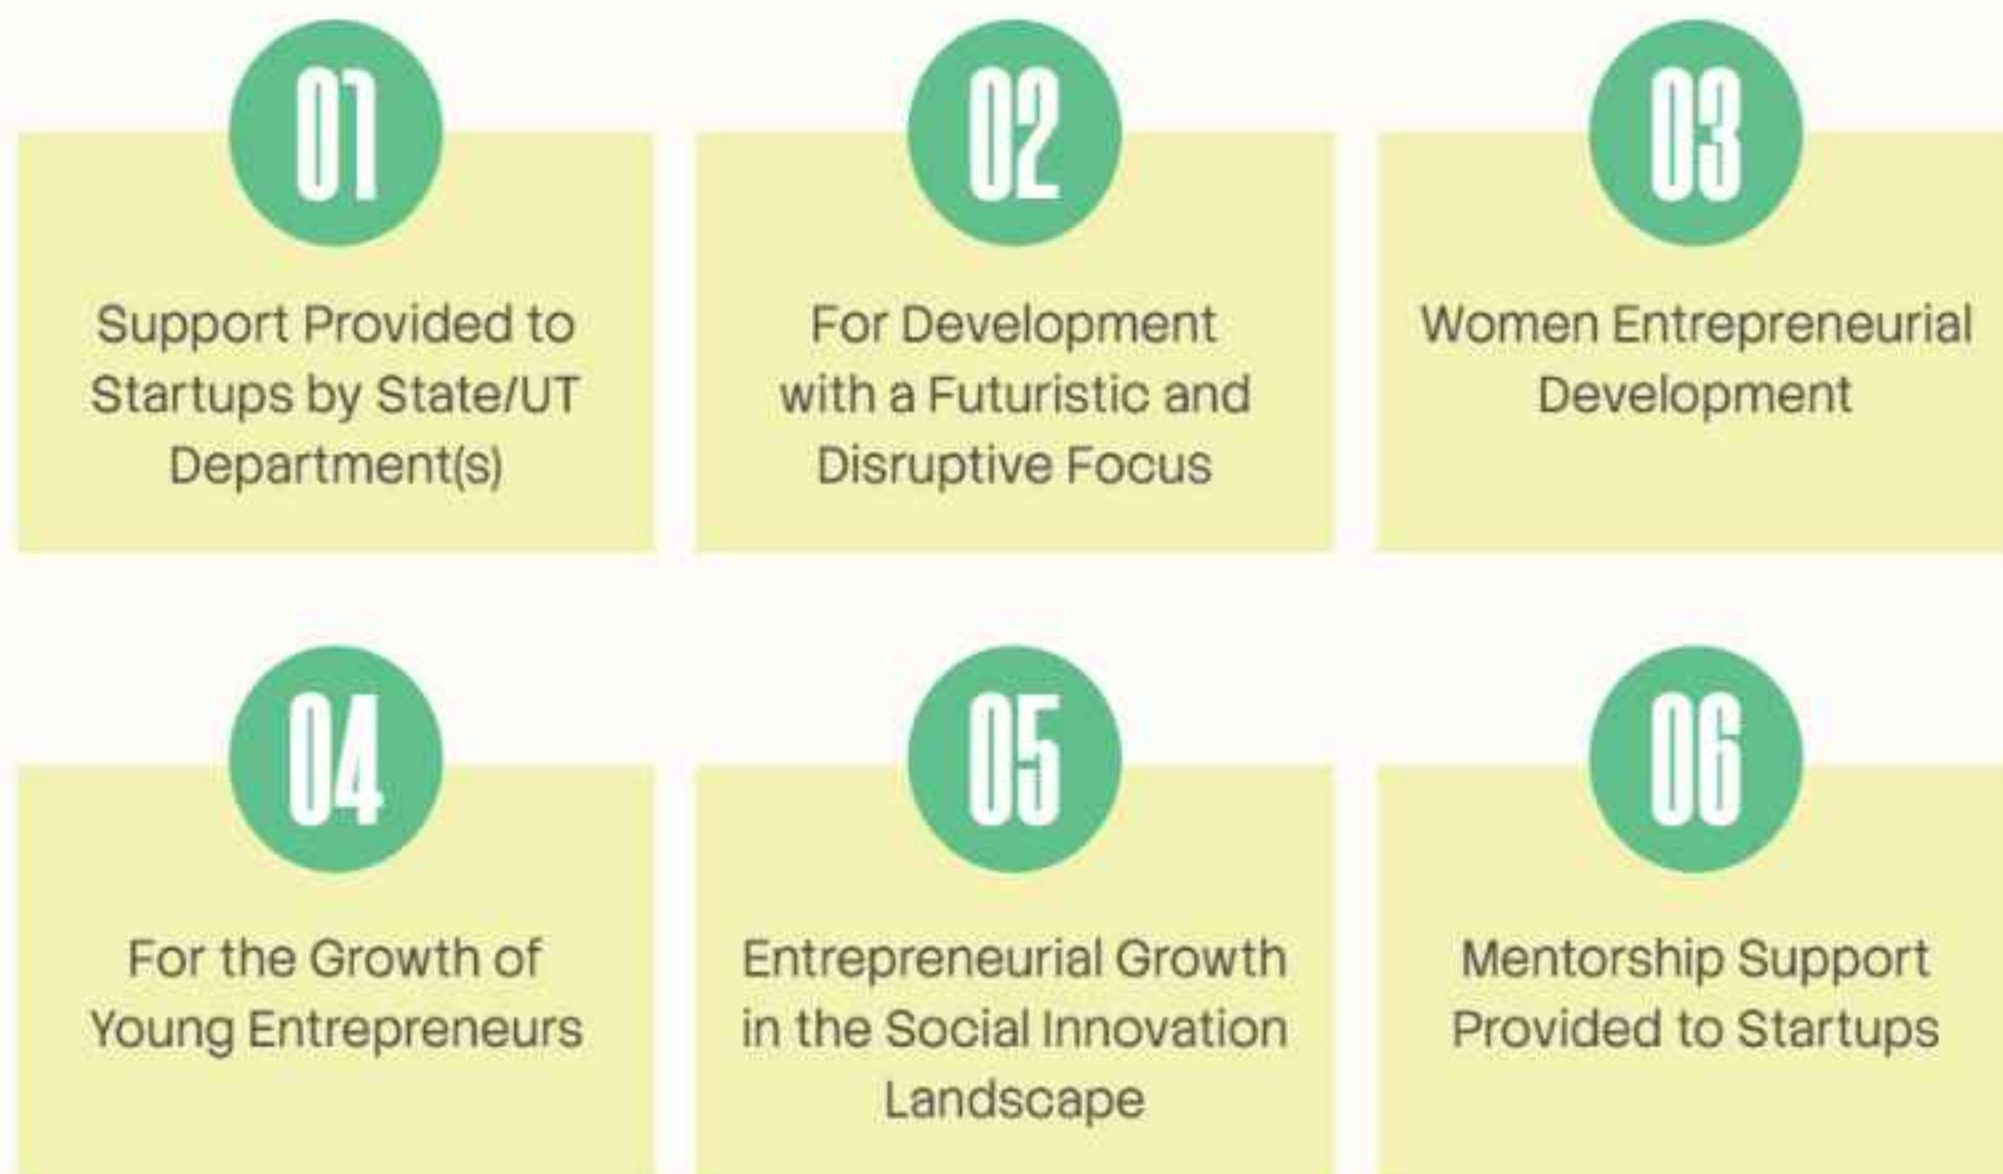 01
Support Provided to
Startups by State/UT
Department(s)
02
For Development
with a Futuristic and
Disruptive Focus
03
Women Entrepreneurial
Development
04
For the Growth of
Young Entrepreneurs
05
Entrepreneurial Growth
in the Social Innovation
Landscape
06
Mentorship Support
Provided to Startups